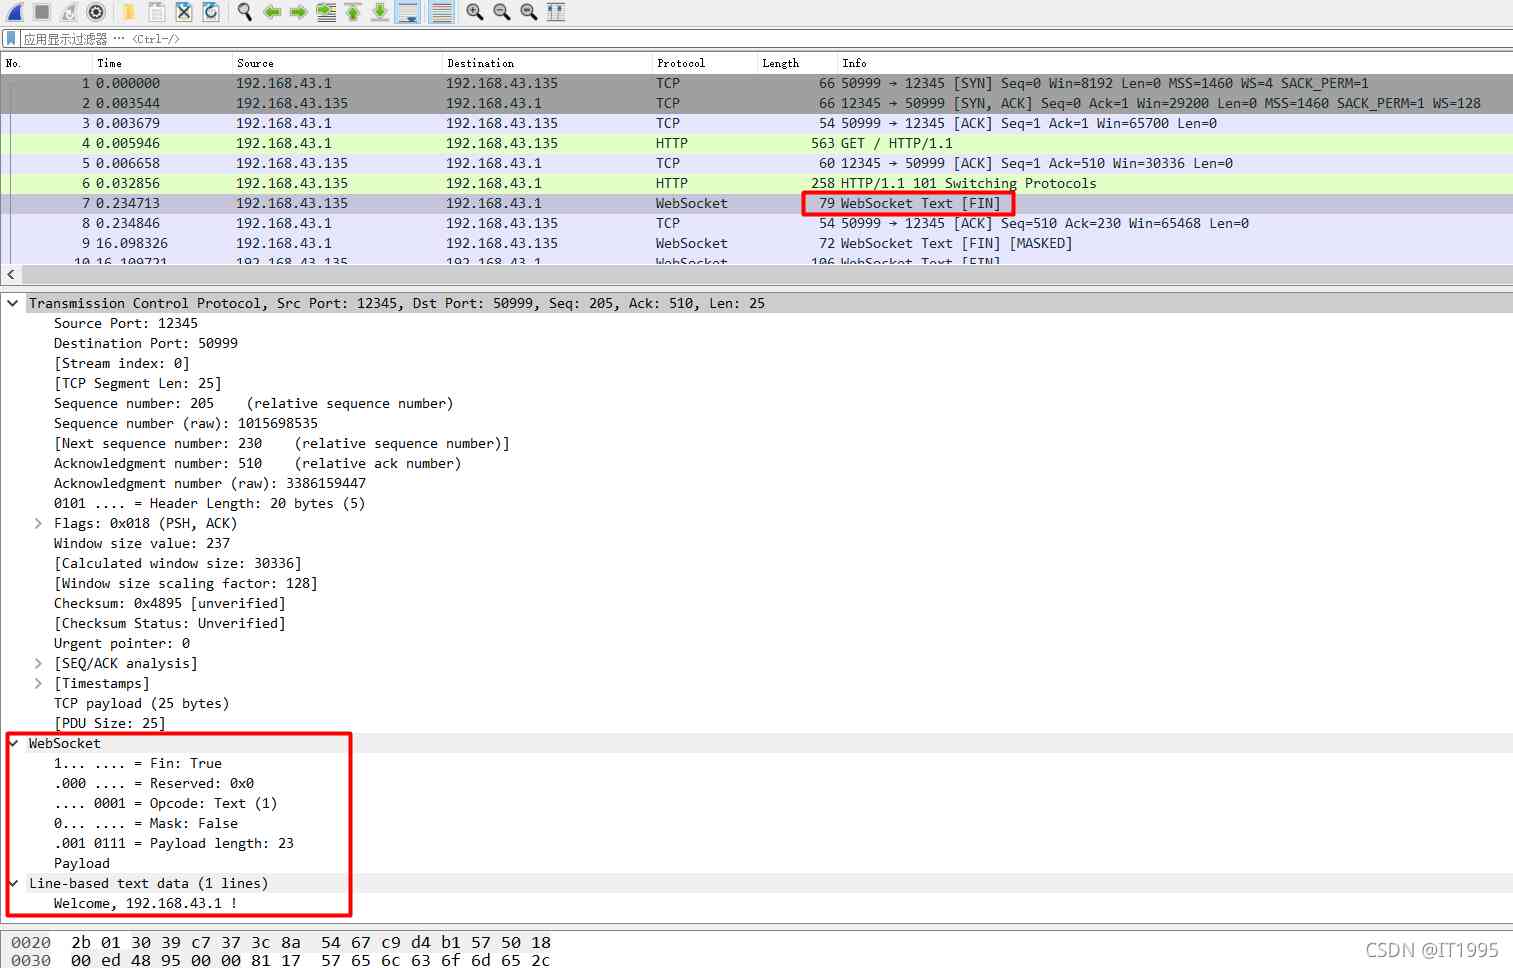 应用显示过滤器 … <Ctrl-/>
No. Time Source Destination Protocol Length Info
1 0.000000 192.168.43.1 192.168.43.135 TCP 66 50999 → 12345 [SYN] Seq=0 Win=8192 Len=0 MSS=1460 WS=4 SACK_PERM=1
2 0.003544 192.168.43.135 192.168.43.1 TCP 66 12345 → 50999 [SYN, ACK] Seq=0 Ack=1 Win=29200 Len=0 MSS=1460 SACK_PERM=1 WS=128
3 0.003679 192.168.43.1 192.168.43.135 TCP 54 50999 → 12345 [ACK] Seq=1 Ack=1 Win=65700 Len=0
4 0.005946 192.168.43.1 192.168.43.135 HTTP 563 GET / HTTP/1.1
5 0.006658 192.168.43.135 192.168.43.1 TCP 60 12345 → 50999 [ACK] Seq=1 Ack=510 Win=30336 Len=0
6 0.032856 192.168.43.135 192.168.43.1 HTTP 258 HTTP/1.1 101 Switching Protocols
7 0.234713 192.168.43.135 192.168.43.1 WebSocket 79 WebSocket Text [FIN]
8 0.234846 192.168.43.1 192.168.43.135 TCP 54 50999 → 12345 [ACK] Seq=510 Ack=230 Win=65468 Len=0
9 16.098326 192.168.43.1 192.168.43.135 WebSocket 72 WebSocket Text [FIN] [MASKED]
10 16.109721 192.168.43.135 192.168.43.1 WebSocket 106 WebSocket Text [FIN]
Transmission Control Protocol, Src Port: 12345, Dst Port: 50999, Seq: 205, Ack: 510, Len: 25
Source Port: 12345
Destination Port: 50999
[Stream index: 0]
[TCP Segment Len: 25]
Sequence number: 205 (relative sequence number)
Sequence number (raw): 1015698535
[Next sequence number: 230 (relative sequence number)]
Acknowledgment number: 510 (relative ack number)
Acknowledgment number (raw): 3386159447
0101 .... = Header Length: 20 bytes (5)
Flags: 0x018 (PSH, ACK)
Window size value: 237
[Calculated window size: 30336]
[Window size scaling factor: 128]
Checksum: 0x4895 [unverified]
[Checksum Status: Unverified]
Urgent pointer: 0
[SEQ/ACK analysis]
[Timestamps]
TCP payload (25 bytes)
[PDU Size: 25]
WebSocket
1... .... = Fin: True
.000 .... = Reserved: 0x0
.... 0001 = Opcode: Text (1)
0... .... = Mask: False
.001 0111 = Payload length: 23
Payload
Line-based text data (1 lines)
Welcome, 192.168.43.1 !
0020 2b 01 30 39 c7 37 3c 8a 54 67 c9 d4 b1 57 50 18
0030 00 ed 48 95 00 00 81 17 57 65 6c 63 6f 6d 65 2c
CSDN @IT1995